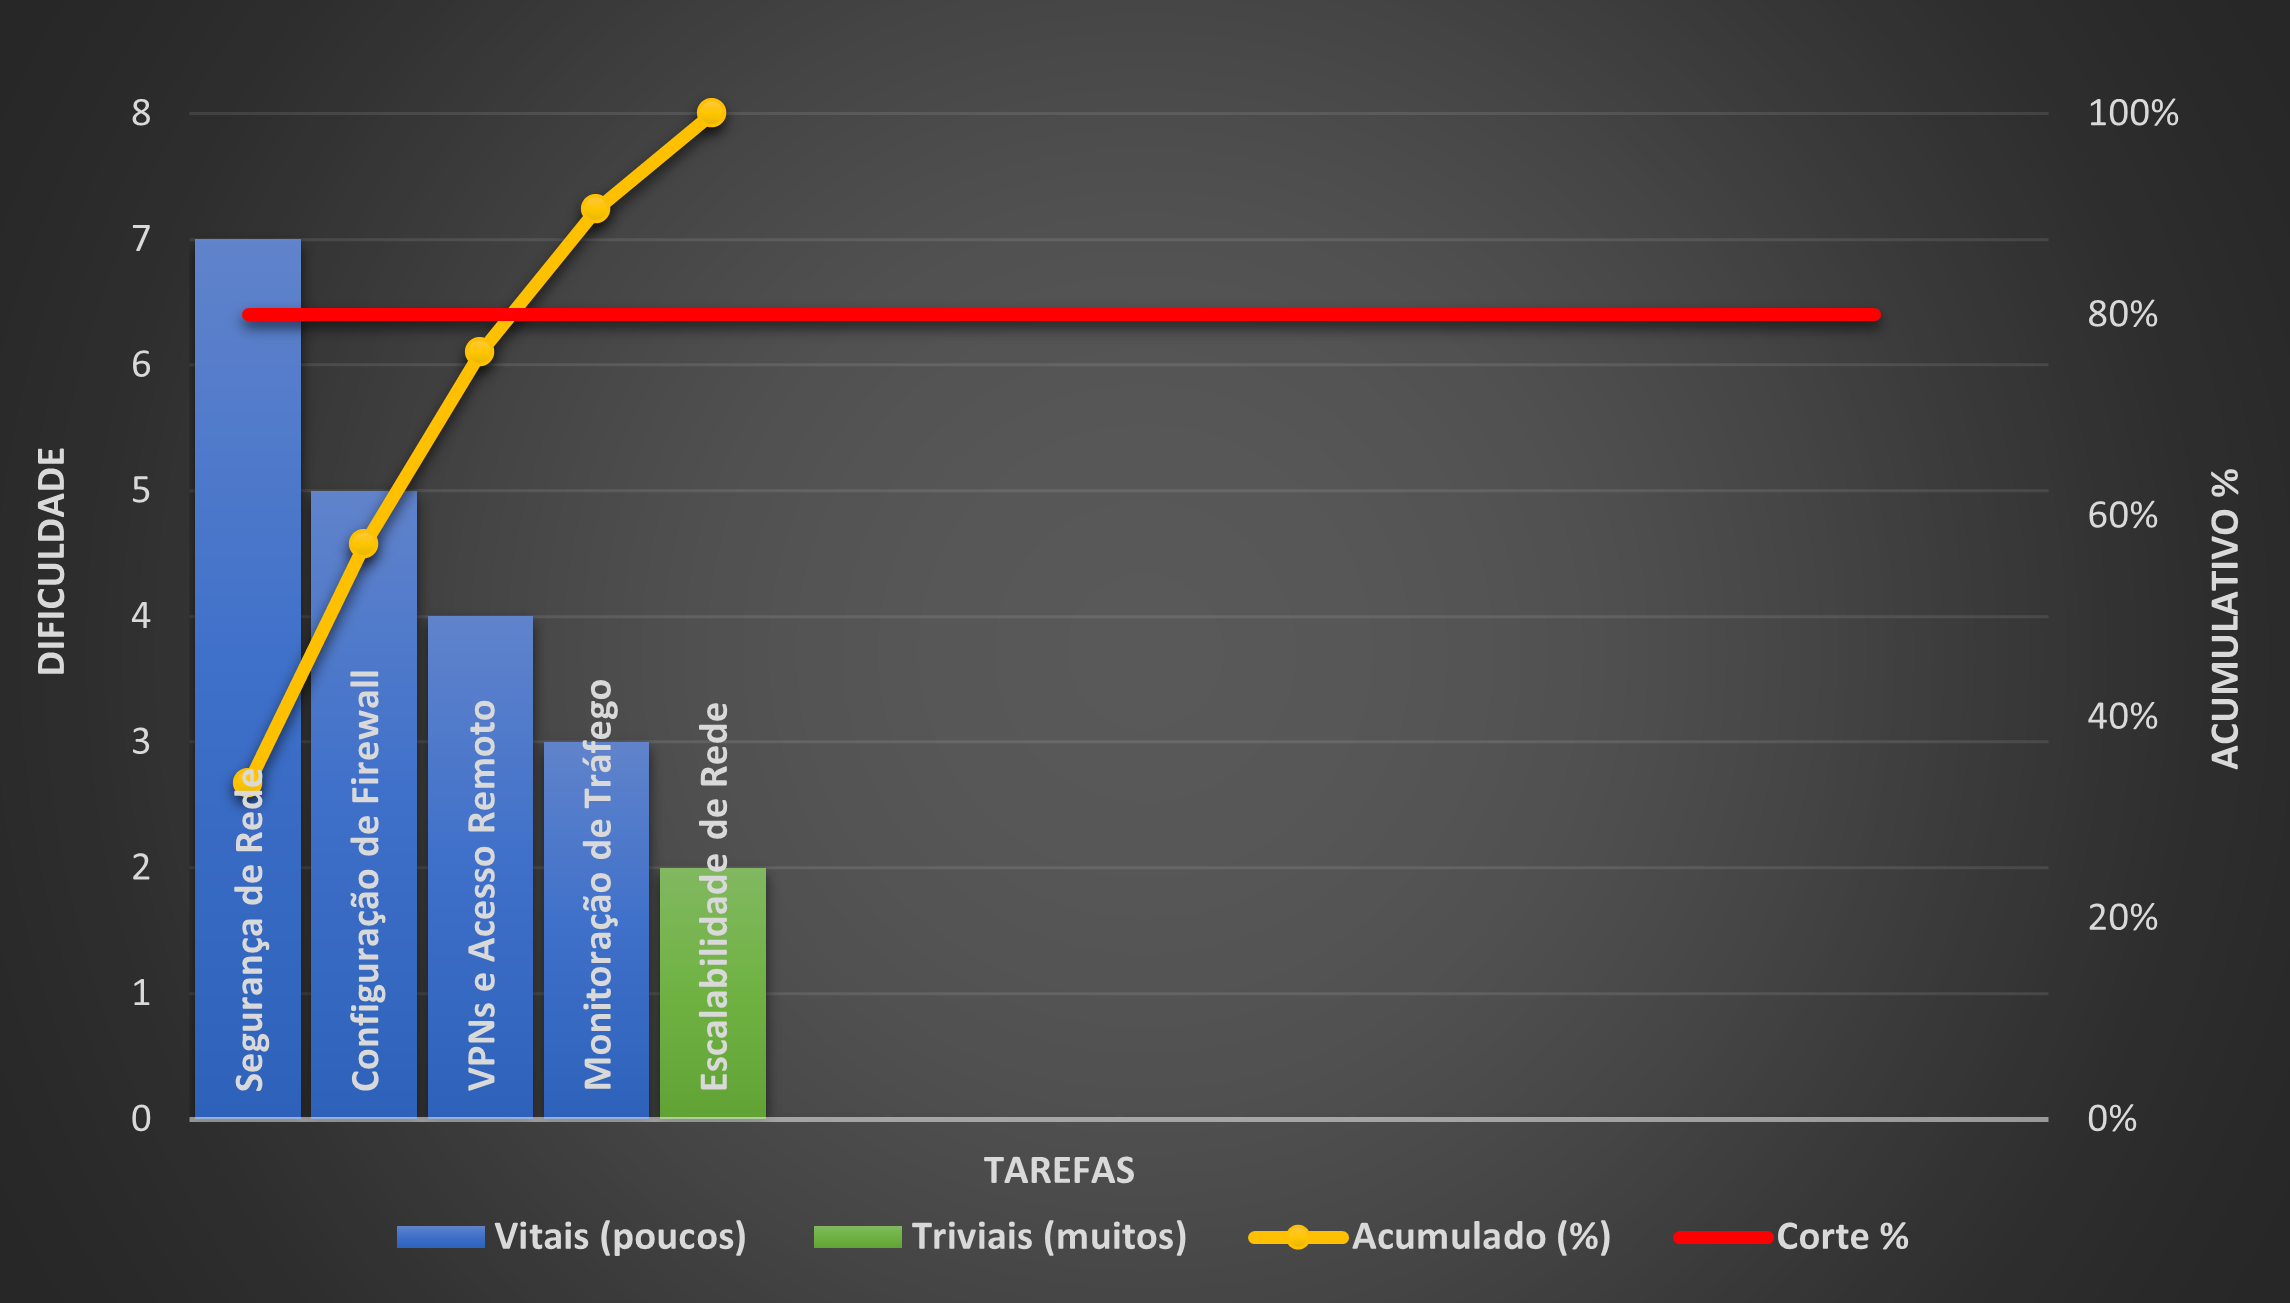 8
7
6
5
4
3
2
1
0
DIFICULDADE
100%
80%
60%
40%
20%
0%
ACUMULATIVO %
Segurança de Rede
Configuração de Firewall
VPNs e Acesso Remoto
Monitoração de Tráfego
Escalabilidade de Rede
TAREFAS
Vitais (poucos)
Triviais (muitos)
Acumulado (%)
Corte %